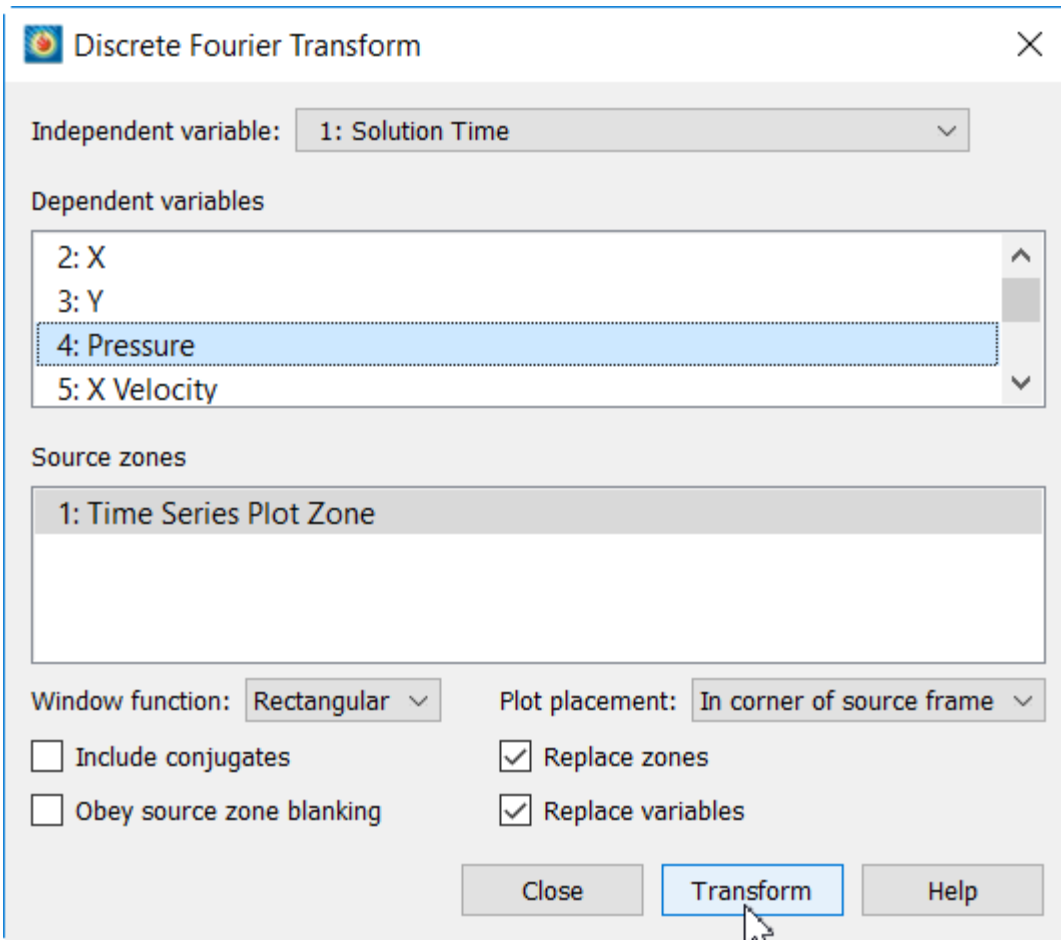 Discrete Fourier Transform
Independent variable: 1: Solution Time
Dependent variables
2: X
3: Y
4: Pressure
5: X Velocity
Source zones
1: Time Series Plot Zone
Window function: Rectangular Plot placement: In corner of source frame
Include conjugates Replace zones
Obey source zone blanking Replace variables
Close Transform Help